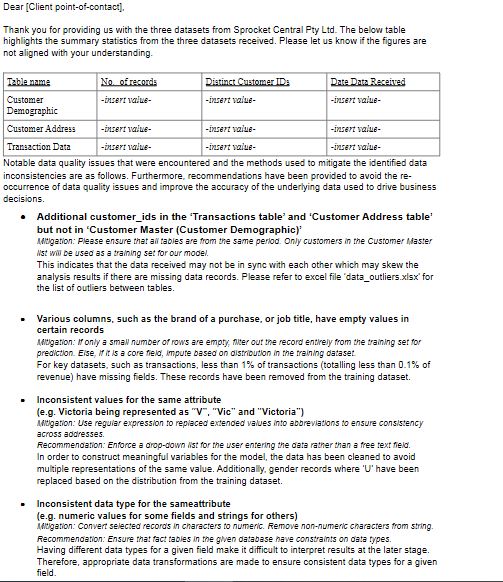 Dear [Client point-of-contact],
Thank you for providing us with the three datasets from Sprocket Central Pty Ltd. The below table
highlights the summary statistics from the three datasets received. Please let us know if the figures are
not aligned with your understanding.
Table name No. of records Distinct Customer IDs Date Data Received
Customer Demographic -insert value- -insert value- -insert value-
Customer Address -insert value- -insert value- -insert value-
Transaction Data -insert value- -insert value- -insert value-
Notable data quality issues that were encountered and the methods used to mitigate the identified data
inconsistencies are as follows. Furthermore, recommendations have been provided to avoid the re-
occurrence of data quality issues and improve the accuracy of the underlying data used to drive business
decisions.
• Additional customer_ids in the 'Transactions table' and 'Customer Address table'
but not in 'Customer Master (Customer Demographic)'
Mitigation: Please ensure that all tables are from the same period. Only customers in the Customer Master
list will be used as a training set for our model.
This indicates that the data received may not be in sync with each other which may skew the
analysis results if there are missing data records. Please refer to excel file 'data_outliers.xlsx' for
the list of outliers between tables.
• Various columns, such as the brand of a purchase, or job title, have empty values in
certain records
Mitigation: If only a small number of rows are empty, filter out the record entirely from the training set for
prediction. Else, if it is a core field, impute based on distribution in the training dataset.
For key datasets, such as transactions, less than 1% of transactions (totalling less than 0.1% of
revenue) have missing fields. These records have been removed from the training dataset.
• Inconsistent values for the same attribute
(e.g. Victoria being represented as "V", "Vic" and "Victoria")
Mitigation: Use regular expression to replaced extended values into abbreviations to ensure consistency
across addresses.
Recommendation: Enforce a drop-down list for the user entering the data rather than a free text field.
In order to construct meaningful variables for the model, the data has been cleaned to avoid
multiple representations of the same value. Additionally, gender records where 'U' have been
replaced based on the distribution from the training dataset.
• Inconsistent data type for the sameattribute
(e.g. numeric values for some fields and strings for others)
Mitigation: Convert selected records in characters to numeric. Remove non-numeric characters from string.
Recommendation: Ensure that fact tables in the given database have constraints on data types.
Having different data types for a given field make it difficult to interpret results at the later stage.
Therefore, appropriate data transformations are made to ensure consistent data types for a given
field.